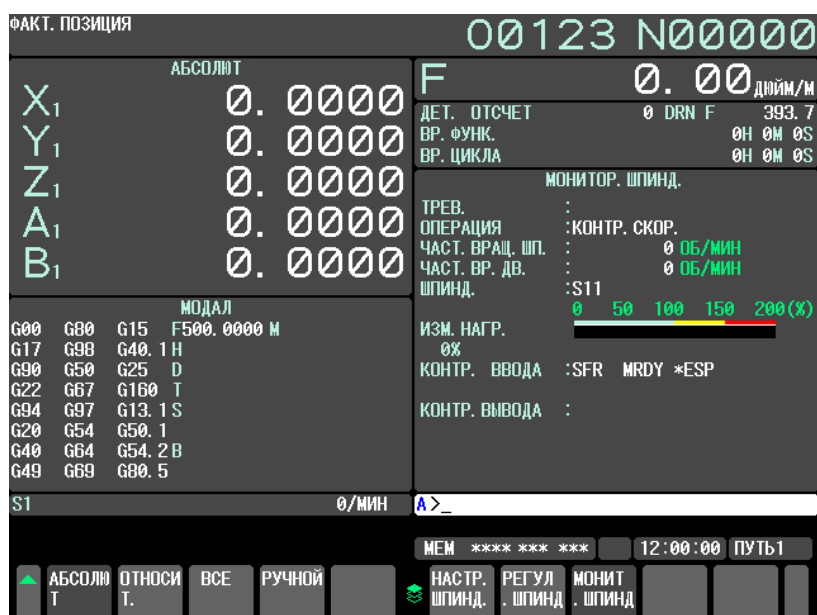 ФАКТ. ПОЗИЦИЯ
O0123 N00000
АБСОЛЮТ
X1 0. 0000
Y1 0. 0000
Z1 0. 0000
A1 0. 0000
B1 0. 0000
F 0. 00 ДЮЙМ/М
ДЕТ. ОТСЧЕТ 0 DRN F 393. 7
ВР. ФУНК. 0H 0M 0S
ВР. ЦИКЛА 0H 0M 0S
МОНИТОР. ШПИНД.
ТРЕВ. :
ОПЕРАЦИЯ :КОНТР. СКОР.
ЧАСТ. ВРАЩ. ШП. : 0 ОБ/МИН
ЧАСТ. ВР. ДВ. : 0 ОБ/МИН
ШПИНД. :S11
0 50 100 150 200(%)
ИЗМ. НАГР.
0%
КОНТР. ВВОДА :SFR MRDY *ESP
КОНТР. ВЫВОДА :
МОДАЛ
G00 G80 G15 F500. 0000 M
G17 G98 G40. 1 H
G90 G50 G25 D
G22 G67 G160 T
G94 G97 G13. 1 S
G20 G54 G50. 1
G40 G64 G54. 2 B
G49 G69 G80. 5
S1 0/МИН
A >_
MEM **** *** *** 12:00:00 ПУТЬ1
АБСОЛЮ
Т
ОТНОСИ
Т.
ВСЕ
РУЧНОЙ
НАСТР.
ШПИНД.
РЕГУЛ
. ШПИНД
МОНИТ
. ШПИНД